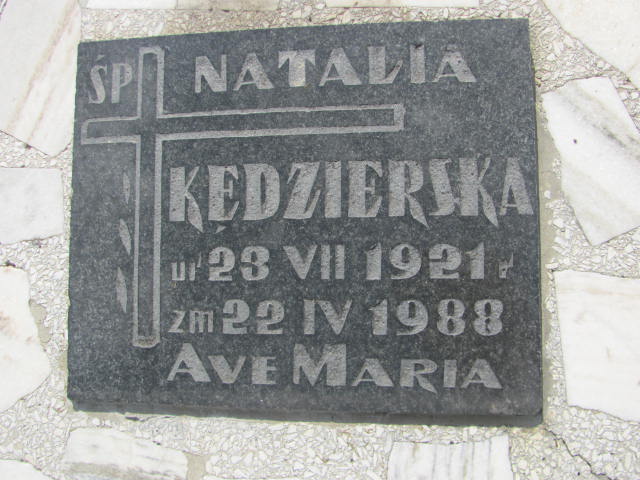 ŚP NATALIA
KĘDZIERSKA
ur 23 VII 1921 r
zm 22 IV 1988
AVE MARIA